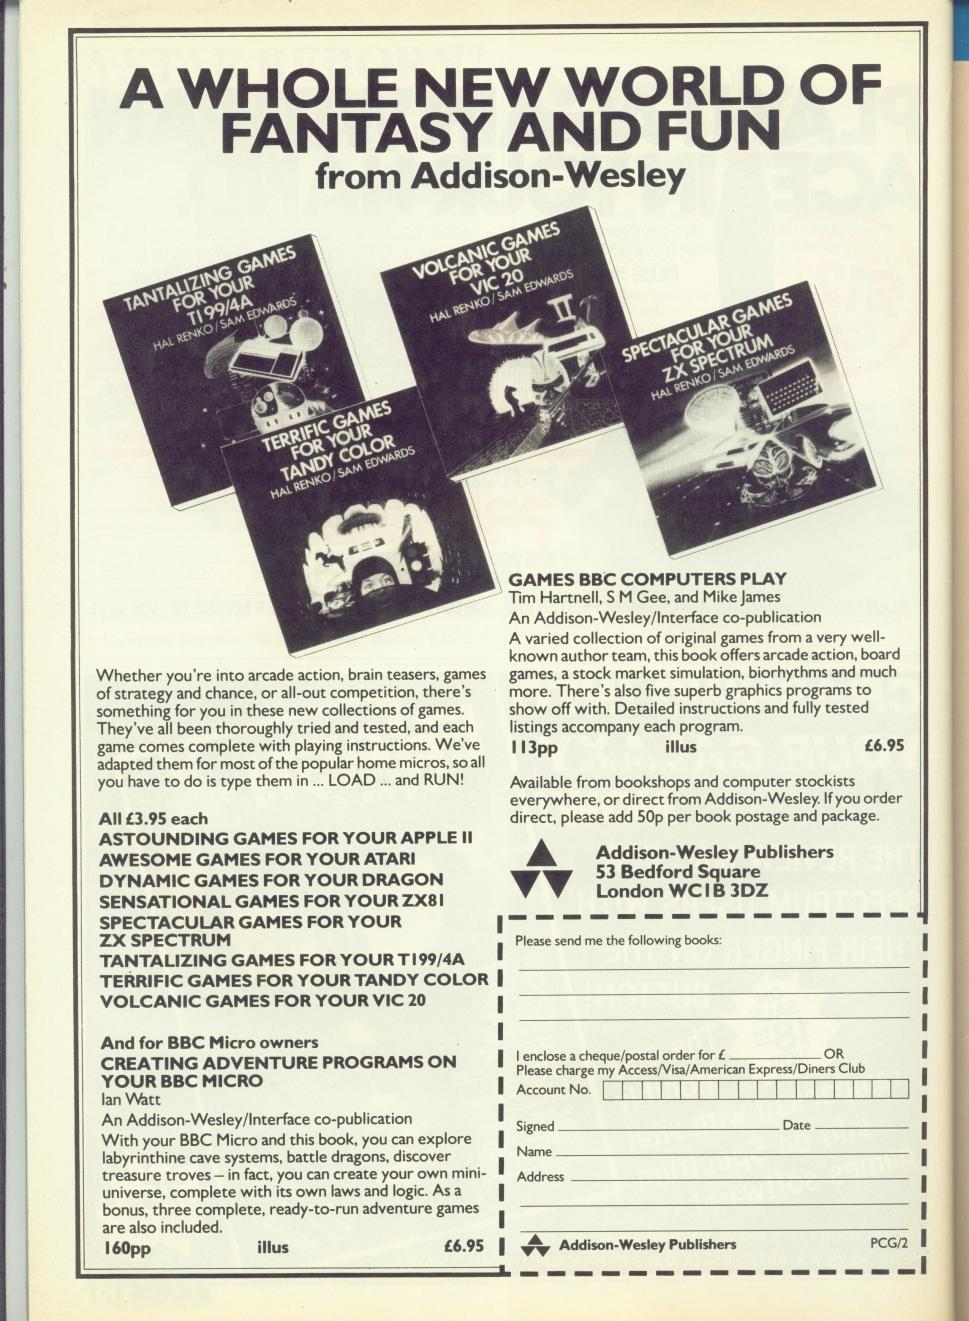 A WHOLE NEW WORLD OF
FANTASY AND FUN
from Addison-Wesley
TANTALIZING GAMES
FOR YOUR
TI 99/4A
HAL RENKO / SAM EDWARDS
VOLCANIC GAMES
FOR YOUR
VIC 20
HAL RENKO / SAM EDWARDS
SPECTACULAR GAMES
FOR YOUR
ZX SPECTRUM
HAL RENKO / SAM EDWARDS
TERRIFIC GAMES
FOR YOUR
TANDY COLOR
HAL RENKO / SAM EDWARDS
Whether you're into arcade action, brain teasers, games
of strategy and chance, or all-out competition, there's
something for you in these new collections of games.
They've all been thoroughly tried and tested, and each
game comes complete with playing instructions. We've
adapted them for most of the popular home micros, so all
you have to do is type them in ... LOAD ... and RUN!
All £3.95 each
ASTOUNDING GAMES FOR YOUR APPLE II
AWESOME GAMES FOR YOUR ATARI
DYNAMIC GAMES FOR YOUR DRAGON
SENSATIONAL GAMES FOR YOUR ZX81
SPECTACULAR GAMES FOR YOUR
ZX SPECTRUM
TANTALIZING GAMES FOR YOUR T199/4A
TERRIFIC GAMES FOR YOUR TANDY COLOR
VOLCANIC GAMES FOR YOUR VIC 20
And for BBC Micro owners
CREATING ADVENTURE PROGRAMS ON
YOUR BBC MICRO
Ian Watt
An Addison-Wesley/Interface co-publication
With your BBC Micro and this book, you can explore
labyrinthine cave systems, battle dragons, discover
treasure troves – in fact, you can create your own mini-
universe, complete with its own laws and logic. As a
bonus, three complete, ready-to-run adventure games
are also included.
160pp illus £6.95
GAMES BBC COMPUTERS PLAY
Tim Hartnell, S M Gee, and Mike James
An Addison-Wesley/Interface co-publication
A varied collection of original games from a very well-
known author team, this book offers arcade action, board
games, a stock market simulation, biorhythms and much
more. There's also five superb graphics programs to
show off with. Detailed instructions and fully tested
listings accompany each program.
113pp illus £6.95
Available from bookshops and computer stockists
everywhere, or direct from Addison-Wesley. If you order
direct, please add 50p per book postage and package.
Addison-Wesley Publishers
53 Bedford Square
London WC1B 3DZ
Please send me the following books:
I enclose a cheque/postal order for £ OR
Please charge my Access/Visa/American Express/Diners Club
Account No.
Signed Date
Name
Address
Addison-Wesley Publishers PCG/2